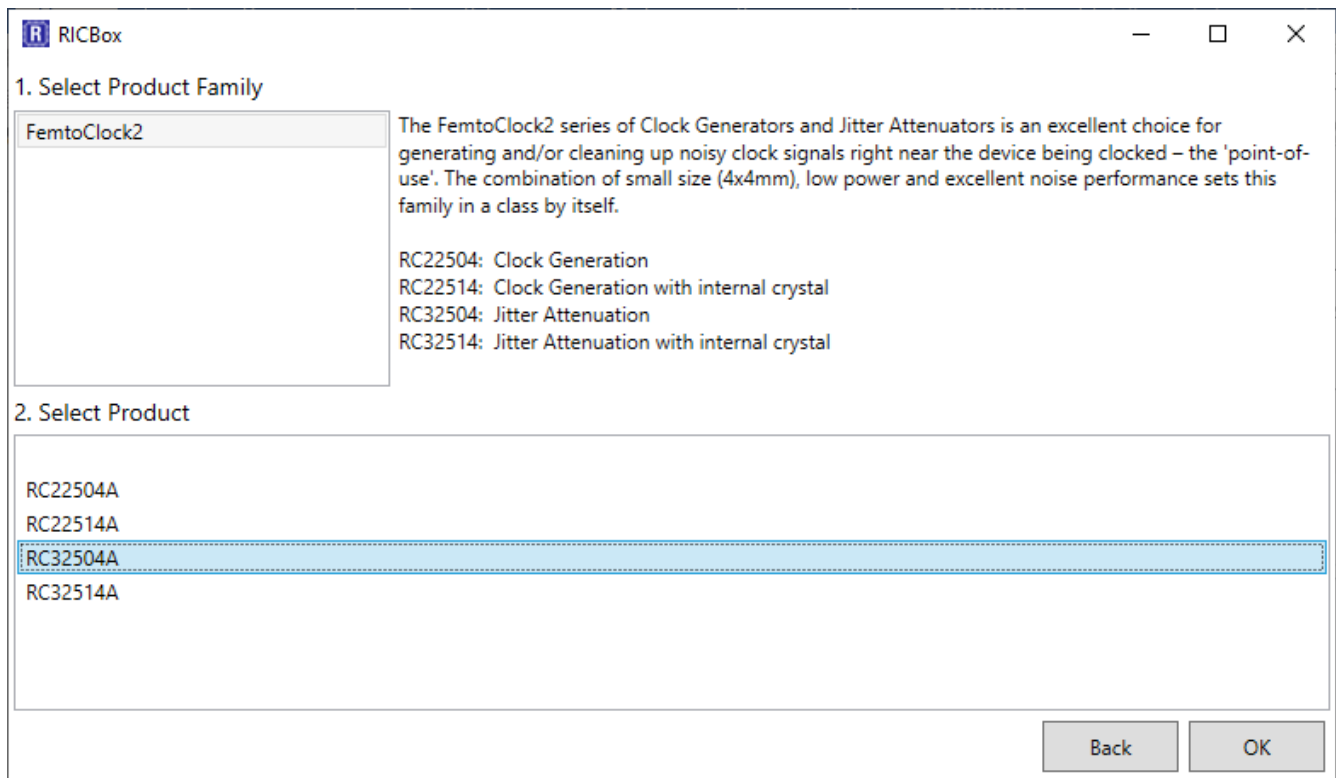 R RICBox
1. Select Product Family
FemtoClock2
The FemtoClock2 series of Clock Generators and Jitter Attenuators is an excellent choice for
generating and/or cleaning up noisy clock signals right near the device being clocked – the 'point-of-
use'. The combination of small size (4x4mm), low power and excellent noise performance sets this
family in a class by itself.
RC22504: Clock Generation
RC22514: Clock Generation with internal crystal
RC32504: Jitter Attenuation
RC32514: Jitter Attenuation with internal crystal
2. Select Product
RC22504A
RC22514A
RC32504A
RC32514A
Back OK